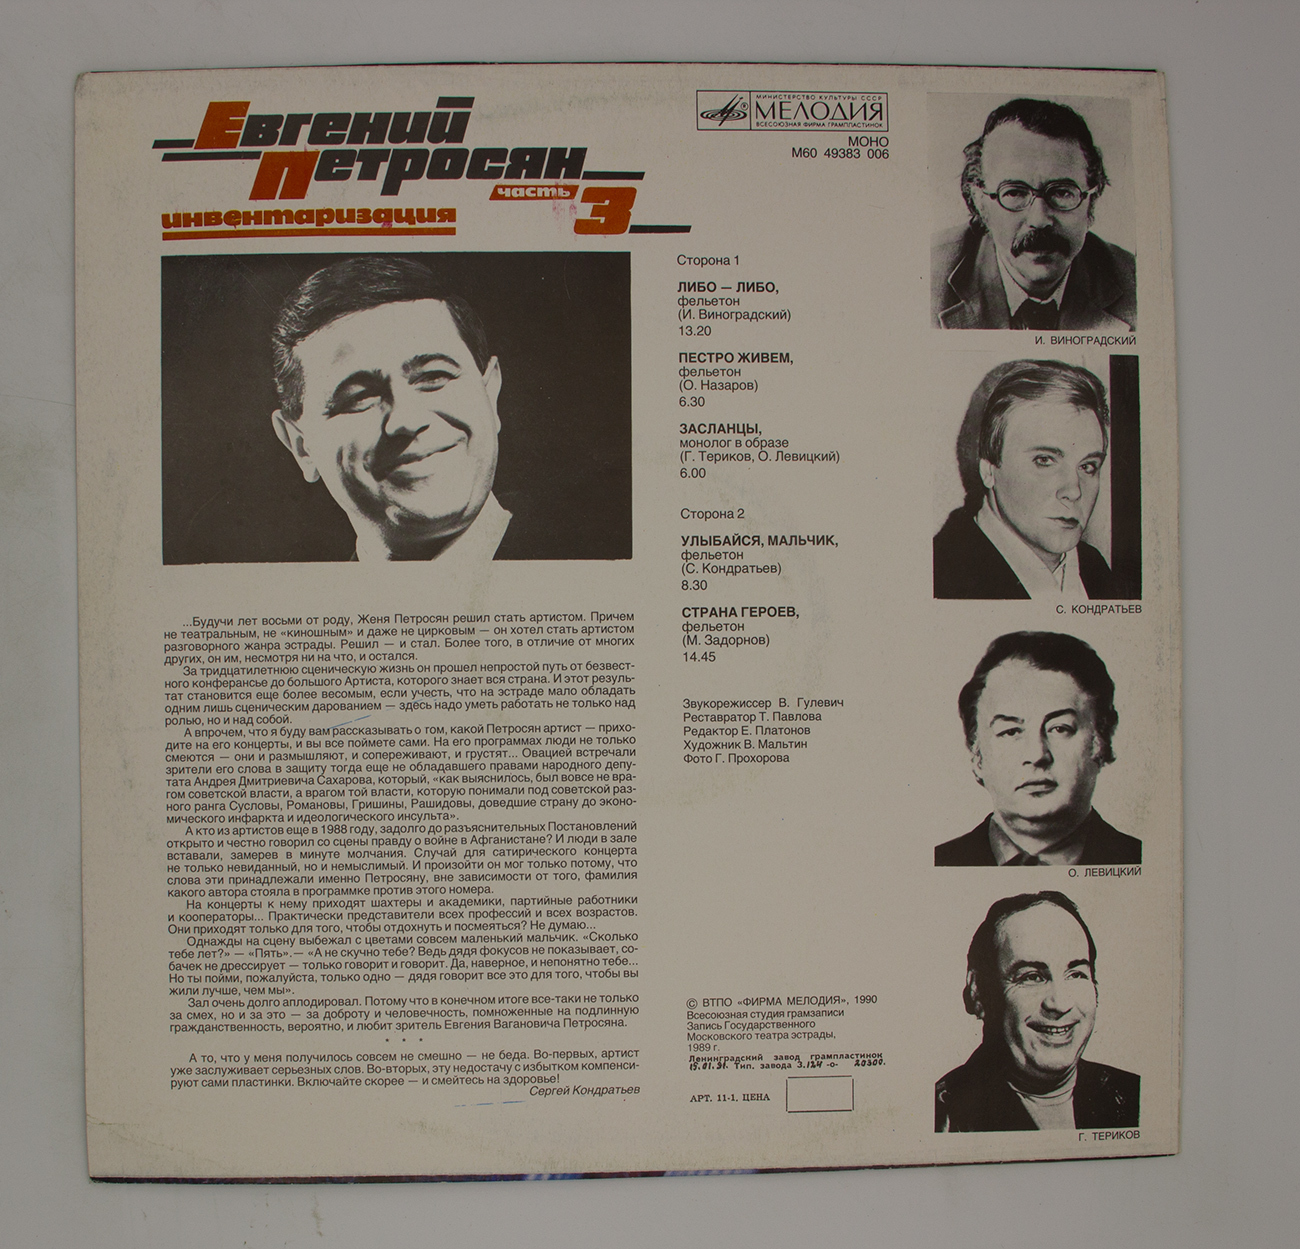 Евгений
Петросян
часть 3
инвентаризация
МИНИСТЕРСТВО КУЛЬТУРЫ СССР
МЕЛОДИЯ
ВСЕСОЮЗНАЯ ФИРМА ГРАМПЛАСТИНОК
МОНО
М60 49383 006
Сторона 1
ЛИБО — ЛИБО,
фельетон
(И. Виноградский)
13.20
ПЕСТРО ЖИВЕМ,
фельетон
(О. Назаров)
6.30
ЗАСЛАНЦЫ,
монолог в образе
(Г. Териков, О. Левицкий)
6.00
Сторона 2
УЛЫБАЙСЯ, МАЛЬЧИК,
фельетон
(С. Кондратьев)
8.30
СТРАНА ГЕРОЕВ,
фельетон
(М. Задорнов)
14.45
Звукорежиссер В. Гулевич
Реставратор Т. Павлова
Редактор Е. Платонов
Художник В. Мальтин
Фото Г. Прохорова
...Будучи лет восьми от роду, Женя Петросян решил стать артистом. Причем
не театральным, не «киношным» и даже не цирковым — он хотел стать артистом
разговорного жанра эстрады. Решил — и стал. Более того, в отличие от многих
других, он им, несмотря ни на что, и остался.
За тридцатилетнюю сценическую жизнь он прошел непростой путь от безвест-
ного конферансье до большого Артиста, которого знает вся страна. И этот резуль-
тат становится еще более весомым, если учесть, что на эстраде мало обладать
одним лишь сценическим дарованием — здесь надо уметь работать не только над
ролью, но и над собой.
А впрочем, что я буду вам рассказывать о том, какой Петросян артист — прихо-
дите на его концерты, и вы все поймете сами. На его программах люди не только
смеются — они и размышляют, и сопереживают, и грустят... Овацией встречали
зрители его слова в защиту тогда еще не обладавшего правами народного депу-
тата Андрея Дмитриевича Сахарова, который, «как выяснилось, был вовсе не вра-
гом советской власти, а врагом той власти, которую понимали под советской раз-
ного ранга Сусловы, Романовы, Гришины, Рашидовы, доведшие страну до эконо-
мического инфаркта и идеологического инсульта».
А кто из артистов еще в 1988 году, задолго до разъяснительных Постановлений
открыто и честно говорил со сцены правду о войне в Афганистане? И люди в зале
вставали, замерев в минуте молчания. Случай для сатирического концерта
не только невиданный, но и немыслимый. И произойти он мог только потому, что
слова эти принадлежали именно Петросяну, вне зависимости от того, фамилия
какого автора стояла в программке против этого номера.
На концерты к нему приходят шахтеры и академики, партийные работники
и кооператоры... Практически представители всех профессий и всех возрастов.
Они приходят только для того, чтобы отдохнуть и посмеяться? Не думаю...
Однажды на сцену выбежал с цветами совсем маленький мальчик. «Сколько
тебе лет?» — «Пять».— «А не скучно тебе? Ведь дядя фокусов не показывает, со-
бачек не дрессирует — только говорит и говорит. Да, наверное, и непонятно тебе...
Но ты пойми, пожалуйста, только одно — дядя говорит все это для того, чтобы вы
жили лучше, чем мы».
Зал очень долго аплодировал. Потому что в конечном итоге все-таки не только
за смех, но и за это — за доброту и человечность, помноженные на подлинную
гражданственность, вероятно, и любит зритель Евгения Вагановича Петросяна.
* * *
А то, что у меня получилось совсем не смешно — не беда. Во-первых, артист
уже заслуживает серьезных слов. Во-вторых, эту недостачу с избытком компенси-
руют сами пластинки. Включайте скорее — и смейтесь на здоровье!
Сергей Кондратьев
© ВТПО «ФИРМА МЕЛОДИЯ», 1990
Всесоюзная студия грамзаписи
Запись Государственного
Московского театра эстрады,
1989 г.
Ленинградский завод грампластинок
15.01.91. Тип. завода З.124 -о- 20300.
АРТ. 11-1. ЦЕНА
И. ВИНОГРАДСКИЙ
С. КОНДРАТЬЕВ
О. ЛЕВИЦКИЙ
Г. ТЕРИКОВ